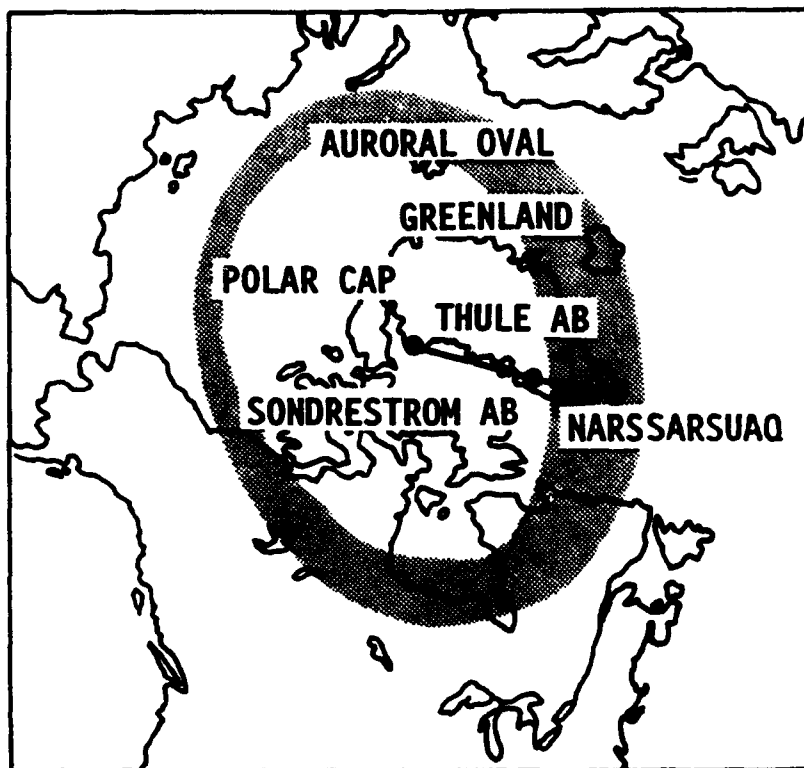 AURORAL OVAL
GREENLAND
POLAR CAP
THULE AB
SONDRESTROM AB
NARSSARSUAQ